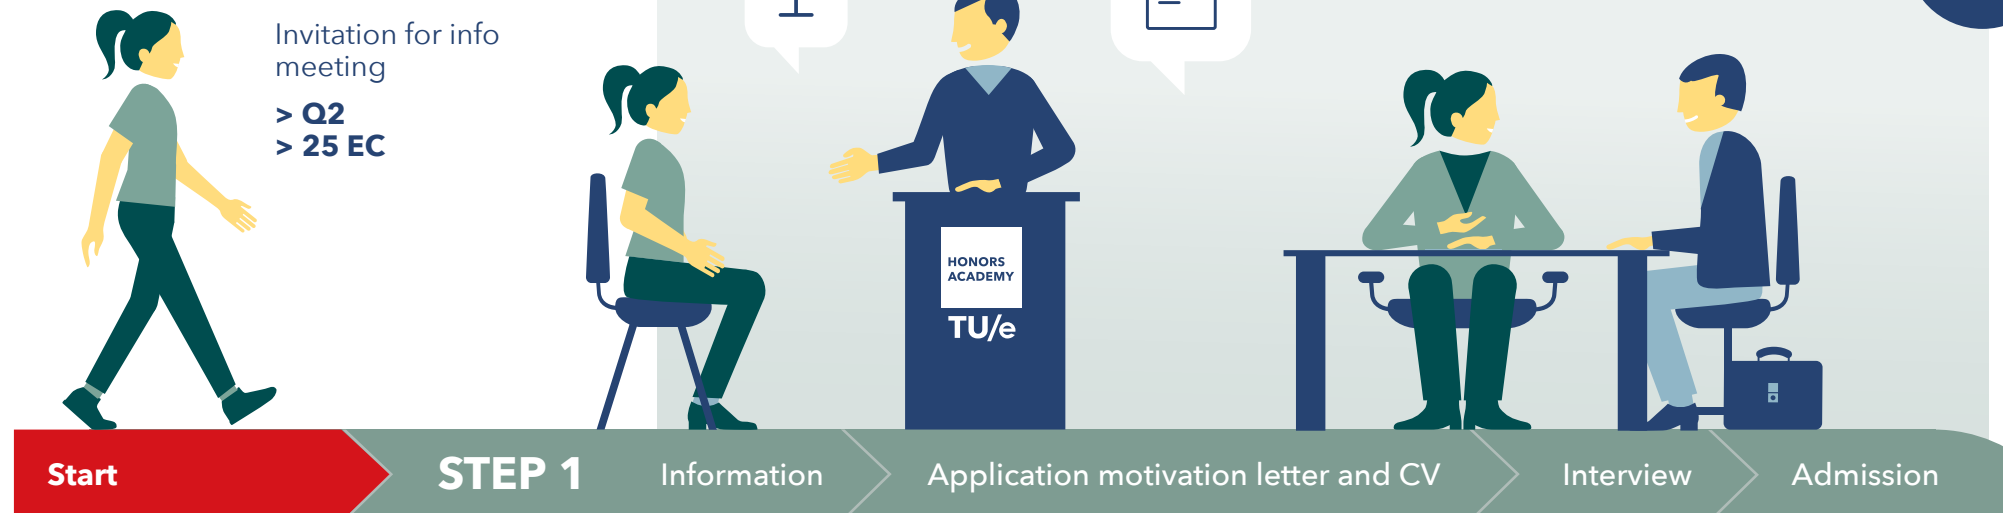 Invitation for info
meeting
> Q2
> 25 EC
HONORS
ACADEMY
TU/e
Start
STEP 1
Information
Application motivation letter and CV
Interview
Admission